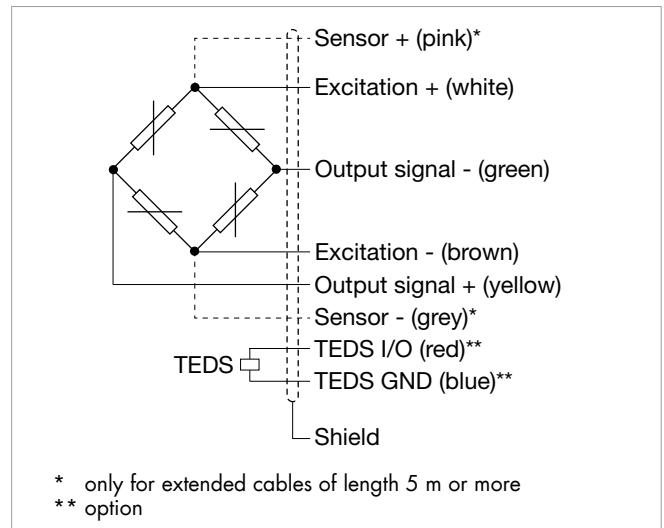 Sensor + (pink)*
Excitation + (white)
Output signal - (green)
Excitation - (brown)
Output signal + (yellow)
Sensor - (grey)*
TEDS I/O (red)**
TEDS
TEDS GND (blue)**
Shield
* only for extended cables of length 5 m or more
** option